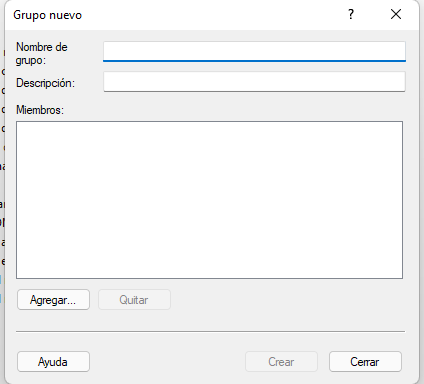 Grupo nuevo ? ✕
Nombre de
grupo:
Descripción:
Miembros:
Agregar... Quitar
Ayuda Crear Cerrar